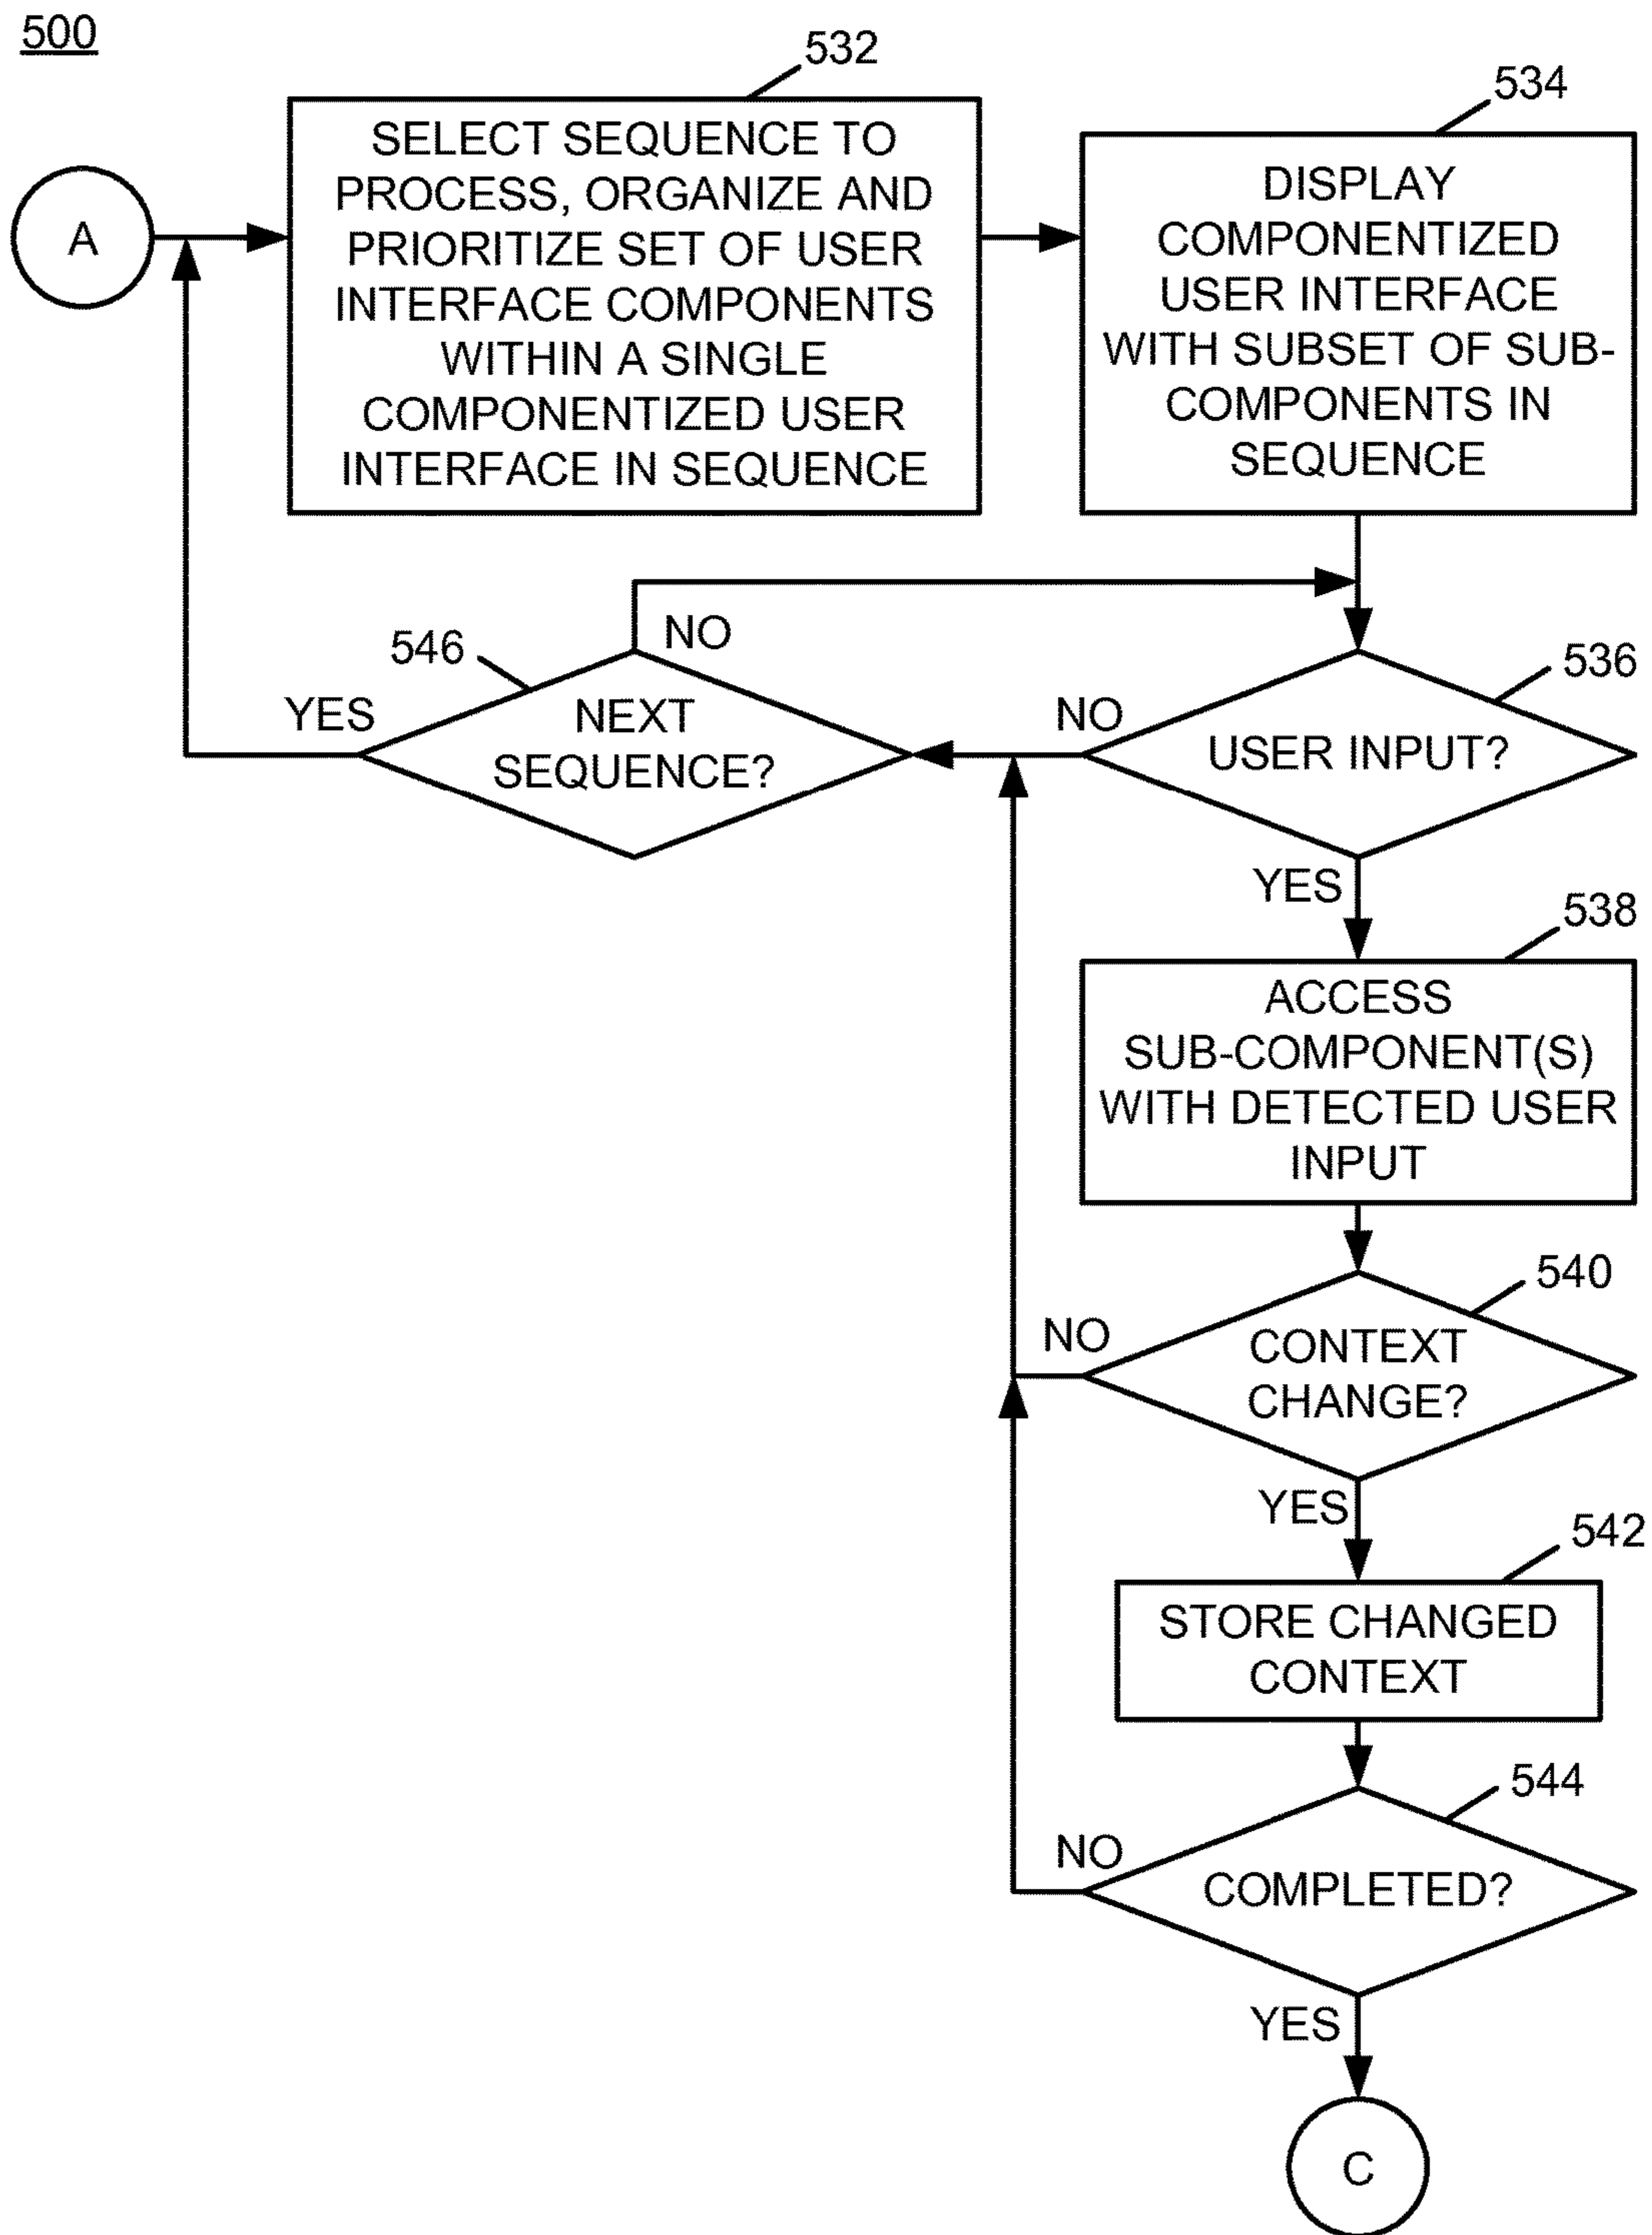 500
532
534
A
SELECT SEQUENCE TO
PROCESS, ORGANIZE AND
PRIORITIZE SET OF USER
INTERFACE COMPONENTS
WITHIN A SINGLE
COMPONENTIZED USER
INTERFACE IN SEQUENCE
DISPLAY
COMPONENTIZED
USER INTERFACE
WITH SUBSET OF SUB-
COMPONENTS IN
SEQUENCE
546
NO
YES
NEXT
SEQUENCE?
NO
536
USER INPUT?
YES
538
ACCESS
SUB-COMPONENT(S)
WITH DETECTED USER
INPUT
540
NO
CONTEXT
CHANGE?
YES
542
STORE CHANGED
CONTEXT
544
NO
COMPLETED?
YES
C